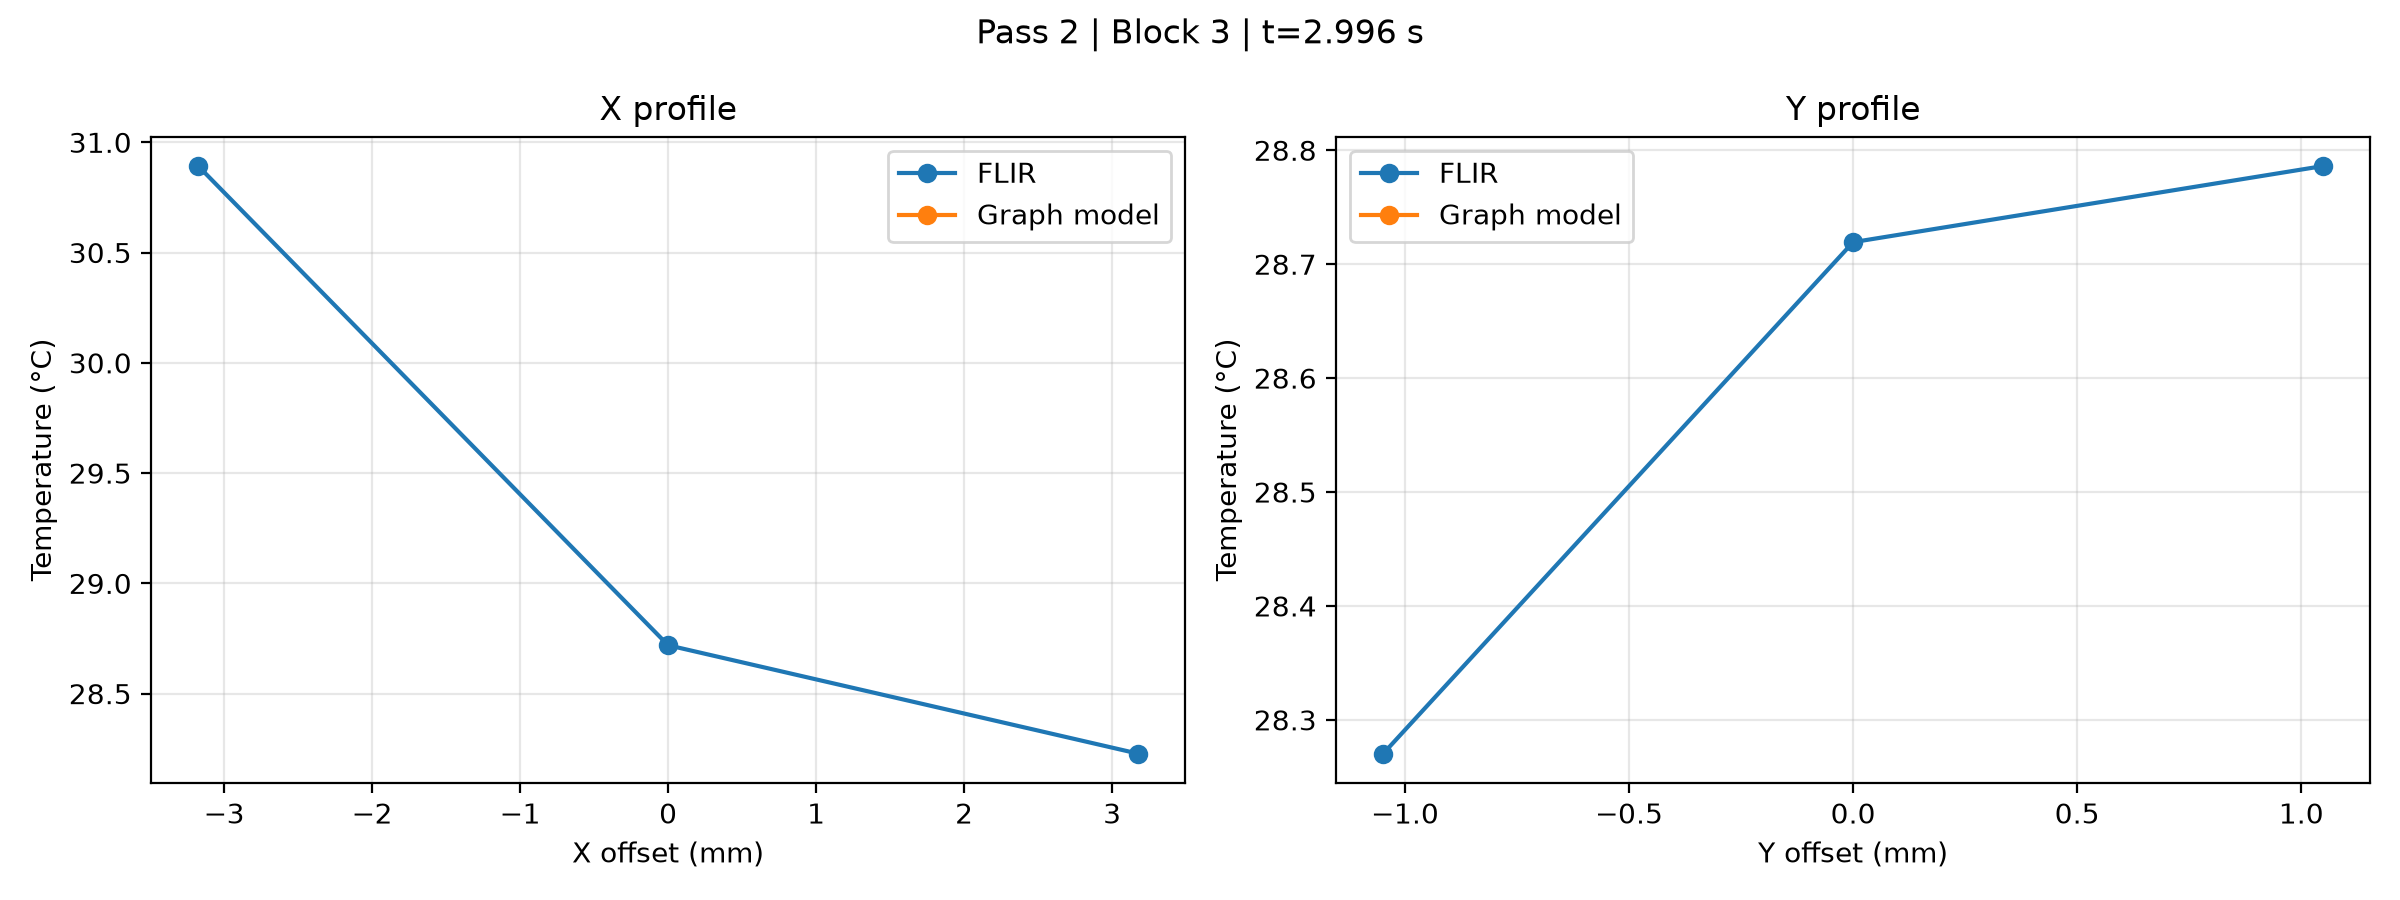 Pass 2 | Block 3 | t=2.996 s
X profile
31.0
30.5
30.0
29.5
29.0
28.5
Temperature (°C)
FLIR
Graph model
−3
−2
−1
0
1
2
3
X offset (mm)
Y profile
28.8
28.7
28.6
28.5
28.4
28.3
Temperature (°C)
FLIR
Graph model
−1.0
−0.5
0.0
0.5
1.0
Y offset (mm)